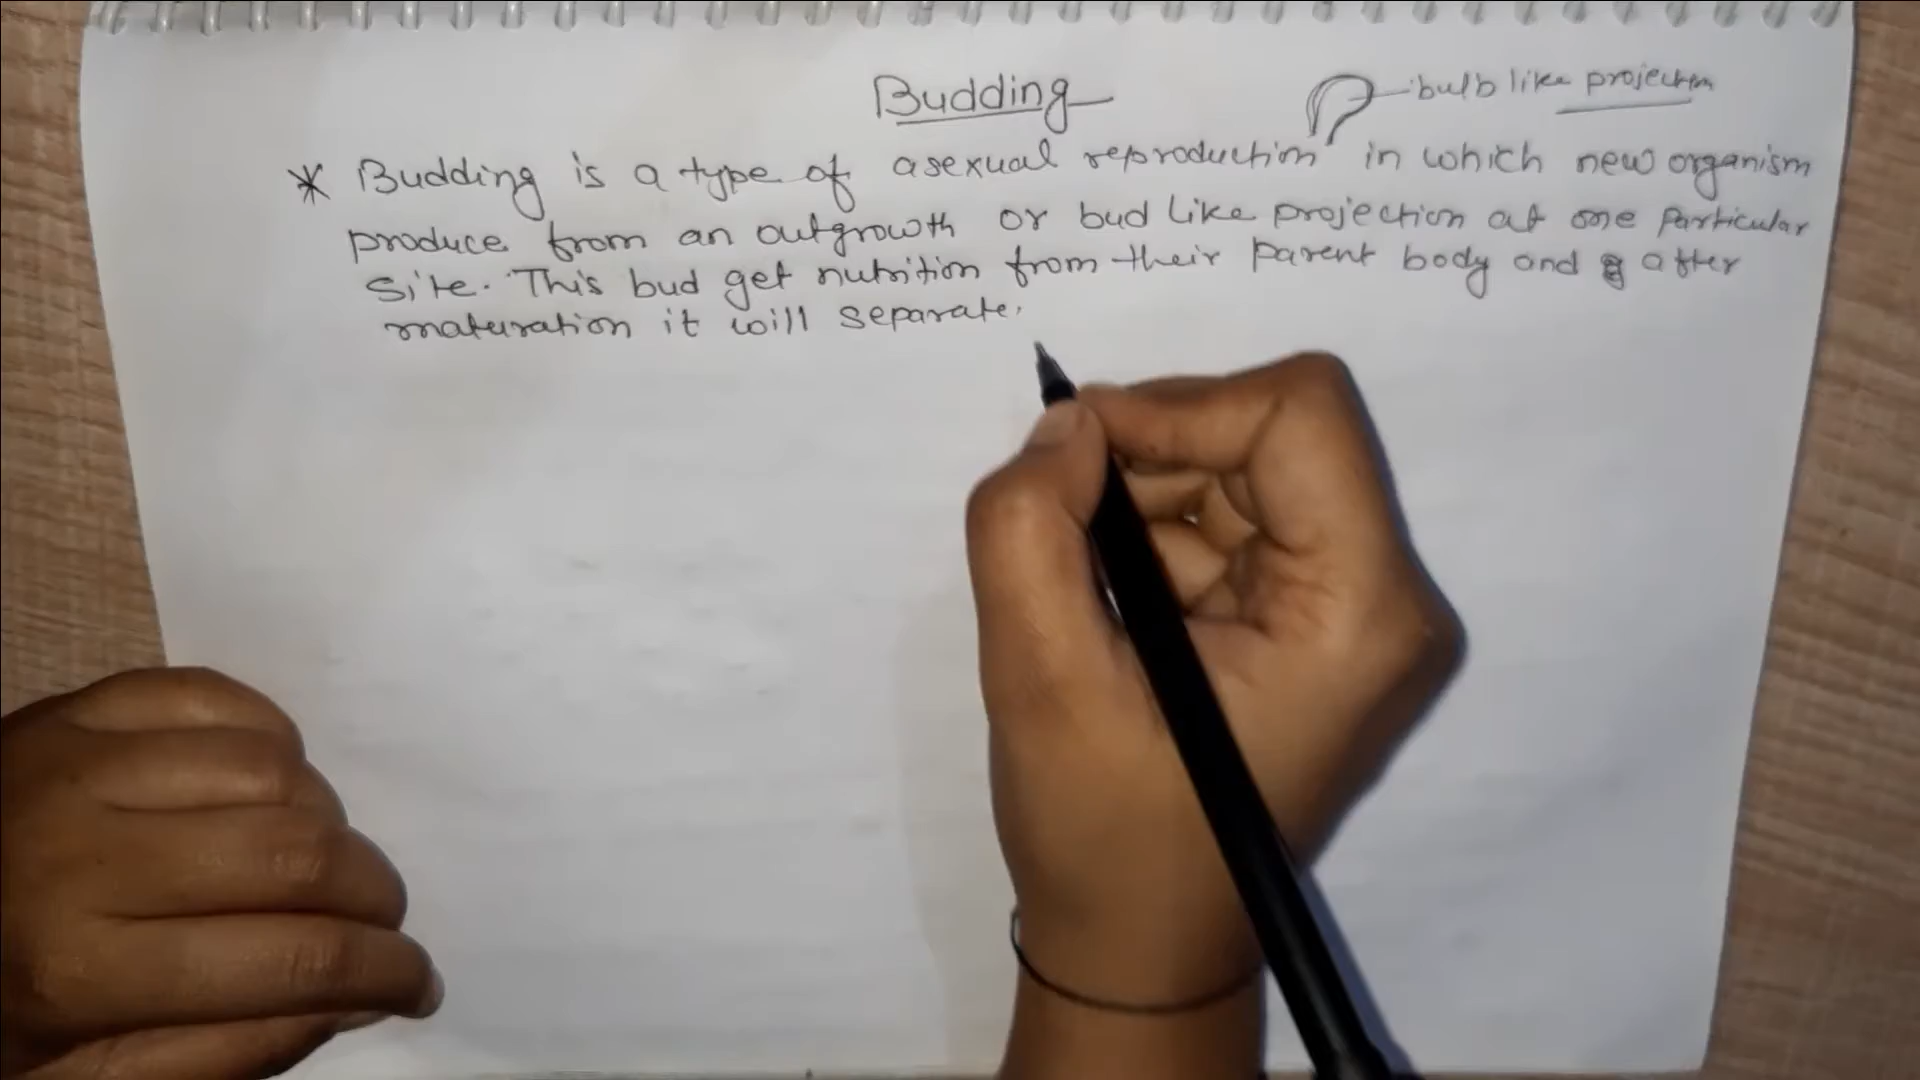 Budding
bulb like projection
* Budding is a type of asexual reproduction in which new organism
produce from an outgrowth or bud like projection at one particular
site. This bud get nutrition from their parent body and after
maturation it will separate.